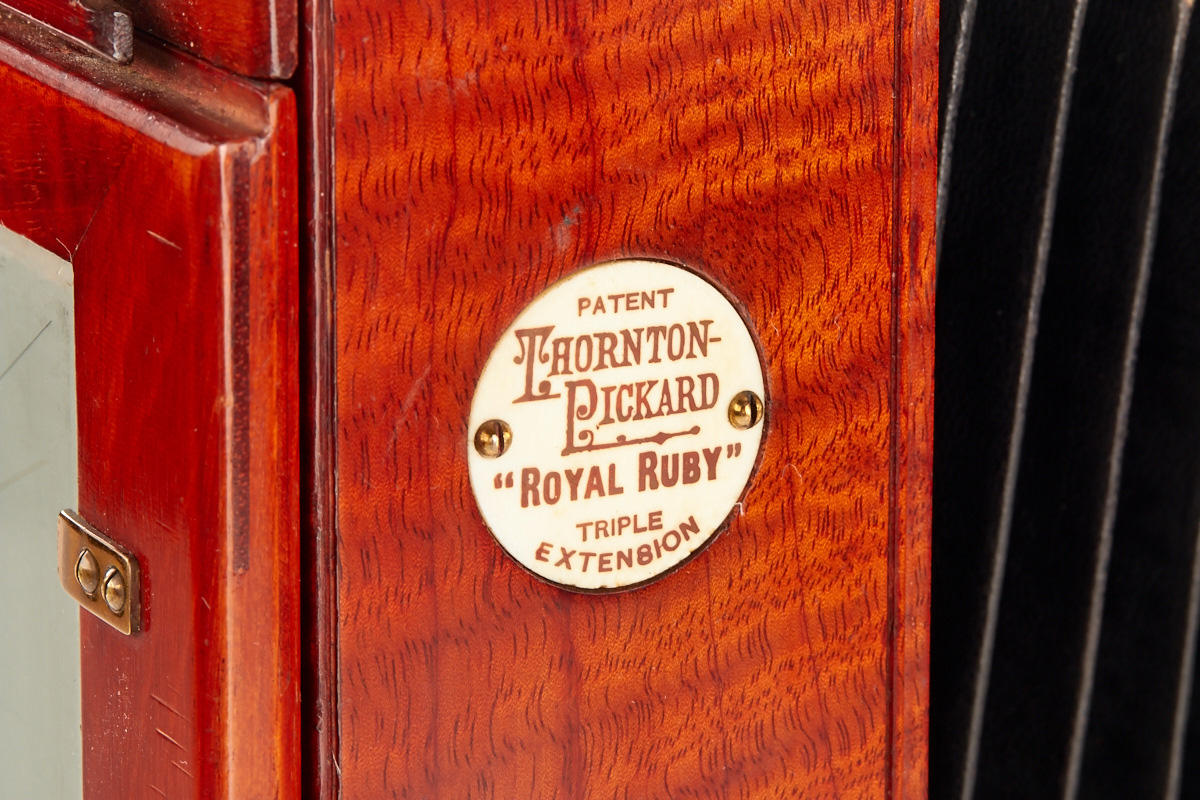 PATENT
THORNTON-
PICKARD
“ROYAL RUBY”
TRIPLE
EXTENSION